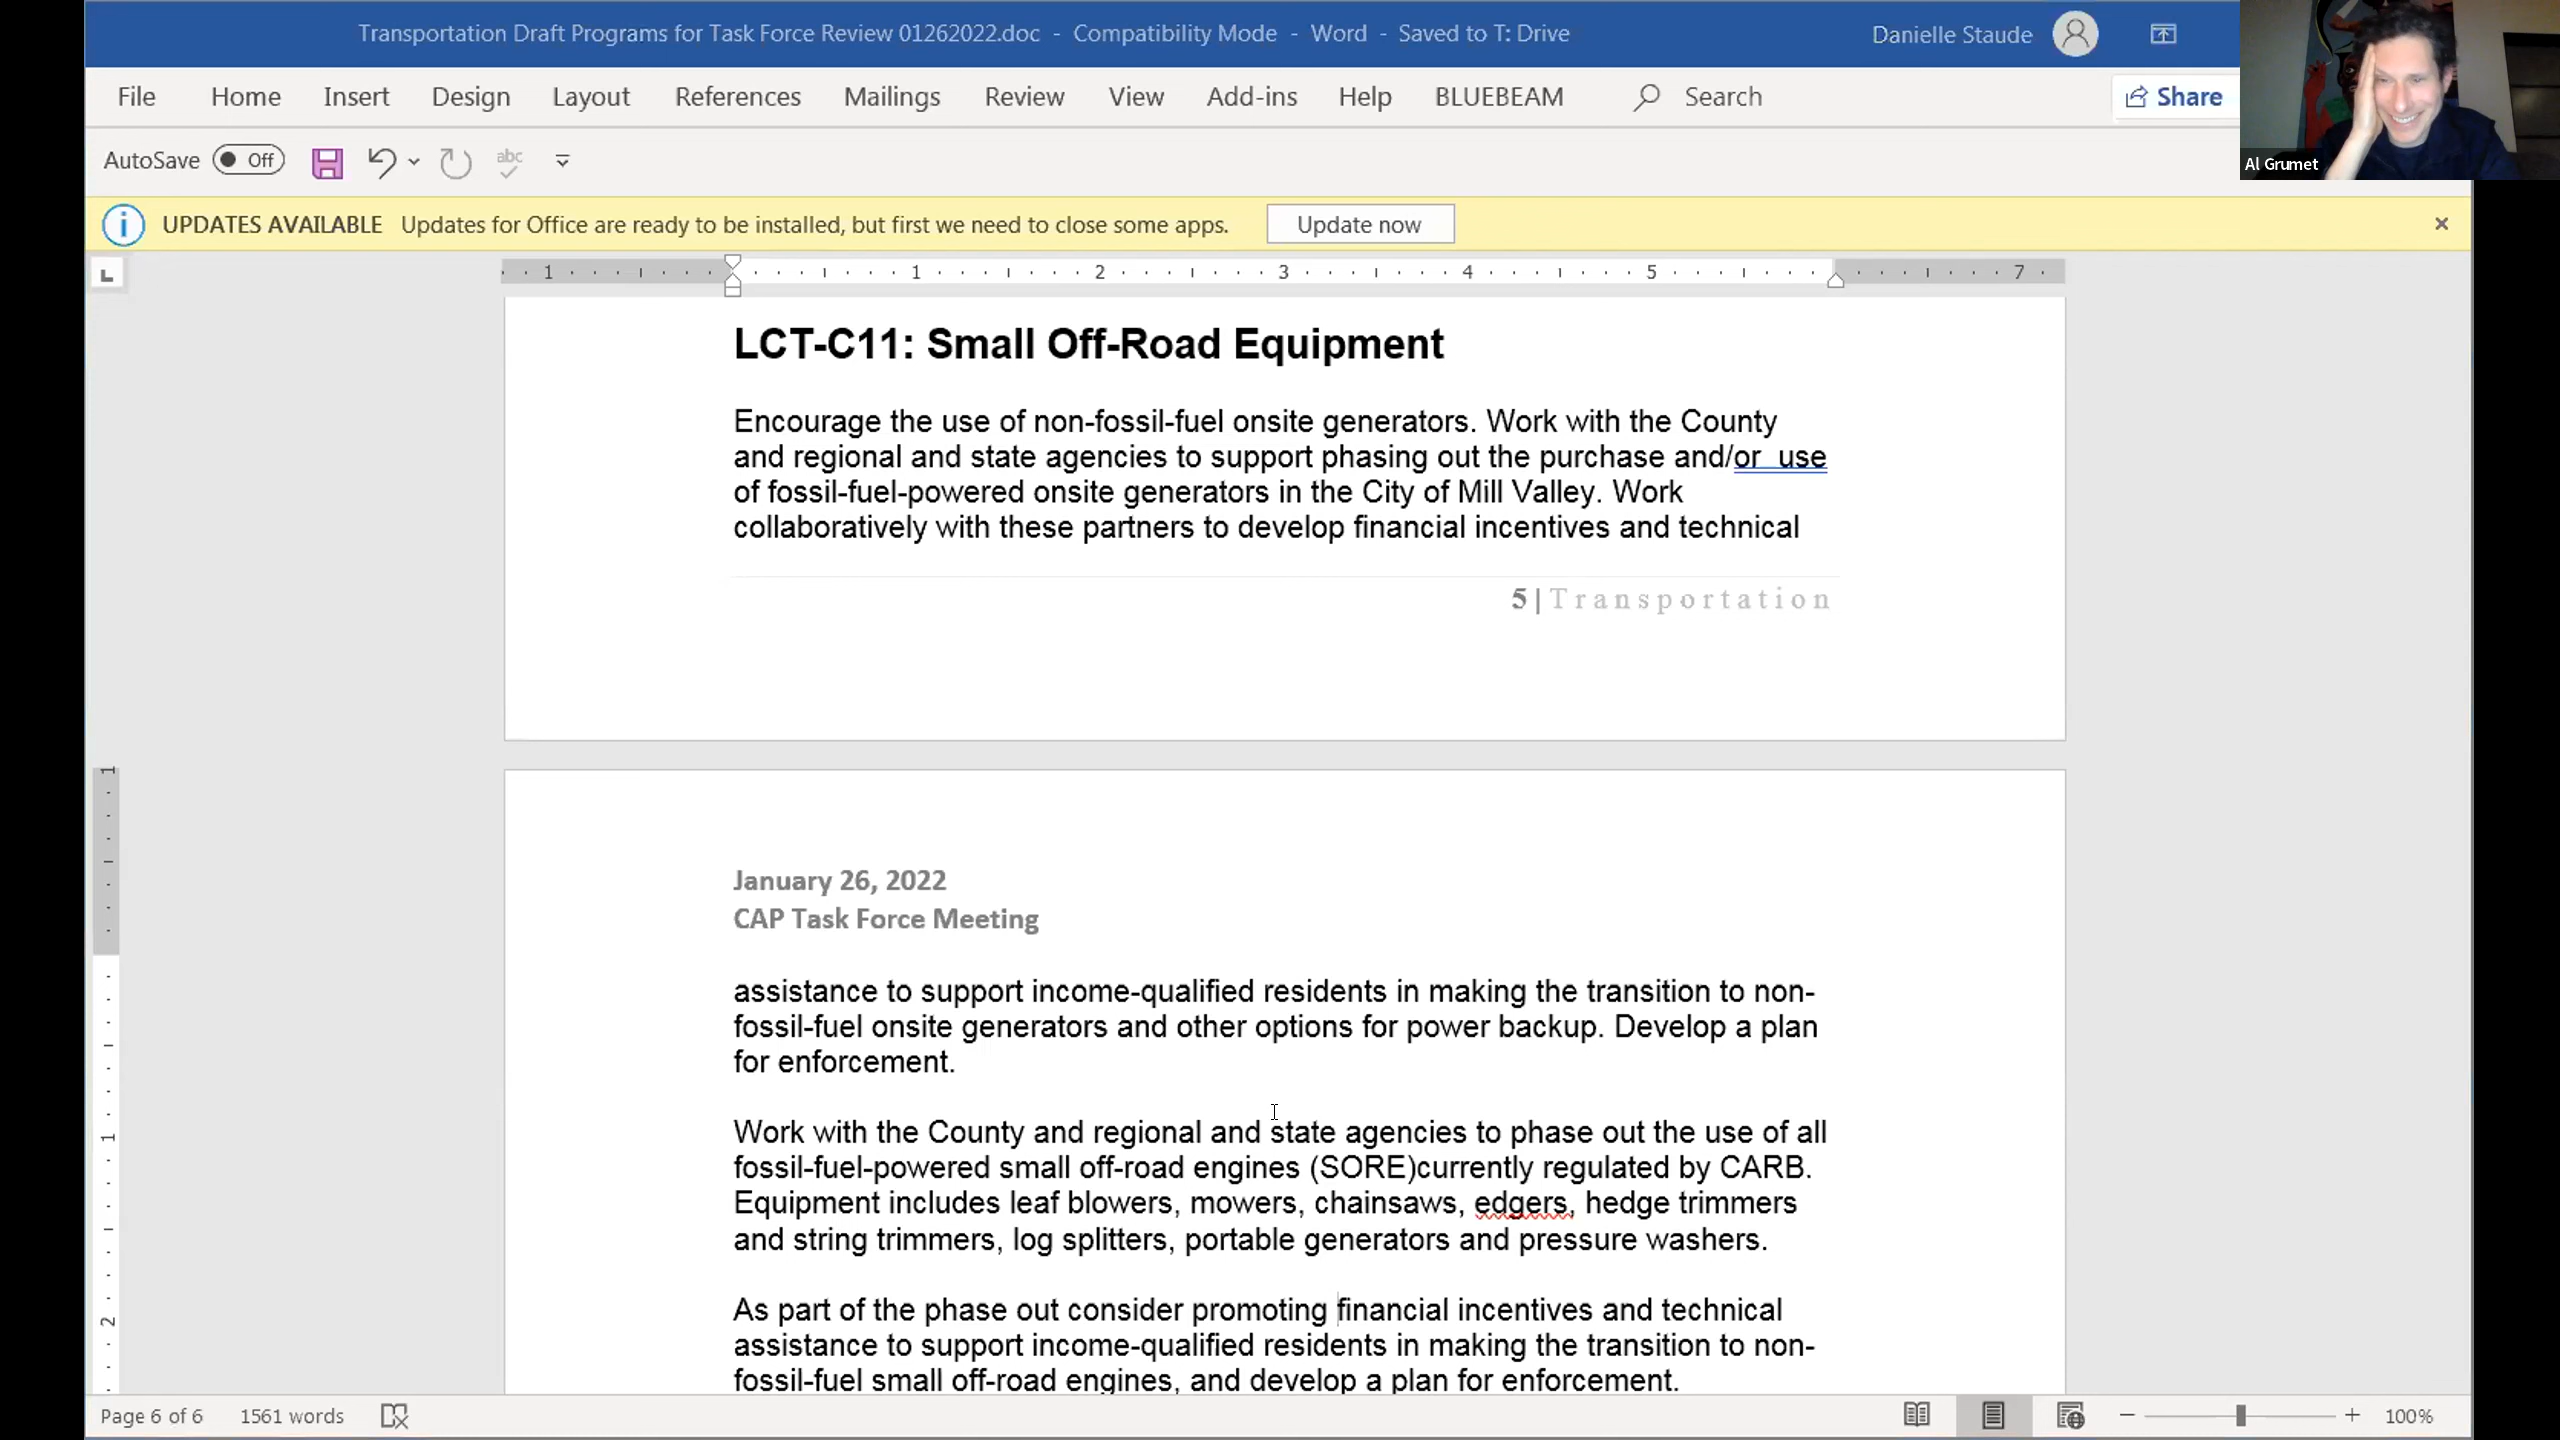 Transportation Draft Programs for Task Force Review 01262022.doc - Compatibility Mode - Word - Saved to T: Drive
Danielle Staude
File Home Insert Design Layout References Mailings Review View Add-ins Help BLUEBEAM Search
Share
Al Grumet
AutoSave Off abc
UPDATES AVAILABLE Updates for Office are ready to be installed, but first we need to close some apps. Update now
1 1 2 3 4 5 7
LCT-C11: Small Off-Road Equipment
Encourage the use of non-fossil-fuel onsite generators. Work with the County
and regional and state agencies to support phasing out the purchase and/or use
of fossil-fuel-powered onsite generators in the City of Mill Valley. Work
collaboratively with these partners to develop financial incentives and technical
5 | Transportation
1
January 26, 2022
CAP Task Force Meeting
assistance to support income-qualified residents in making the transition to non-
fossil-fuel onsite generators and other options for power backup. Develop a plan
for enforcement.
1
Work with the County and regional and state agencies to phase out the use of all
fossil-fuel-powered small off-road engines (SORE)currently regulated by CARB.
Equipment includes leaf blowers, mowers, chainsaws, edgers, hedge trimmers
and string trimmers, log splitters, portable generators and pressure washers.
2
As part of the phase out consider promoting financial incentives and technical
assistance to support income-qualified residents in making the transition to non-
fossil-fuel small off-road engines, and develop a plan for enforcement.
Page 6 of 6 1561 words
100%